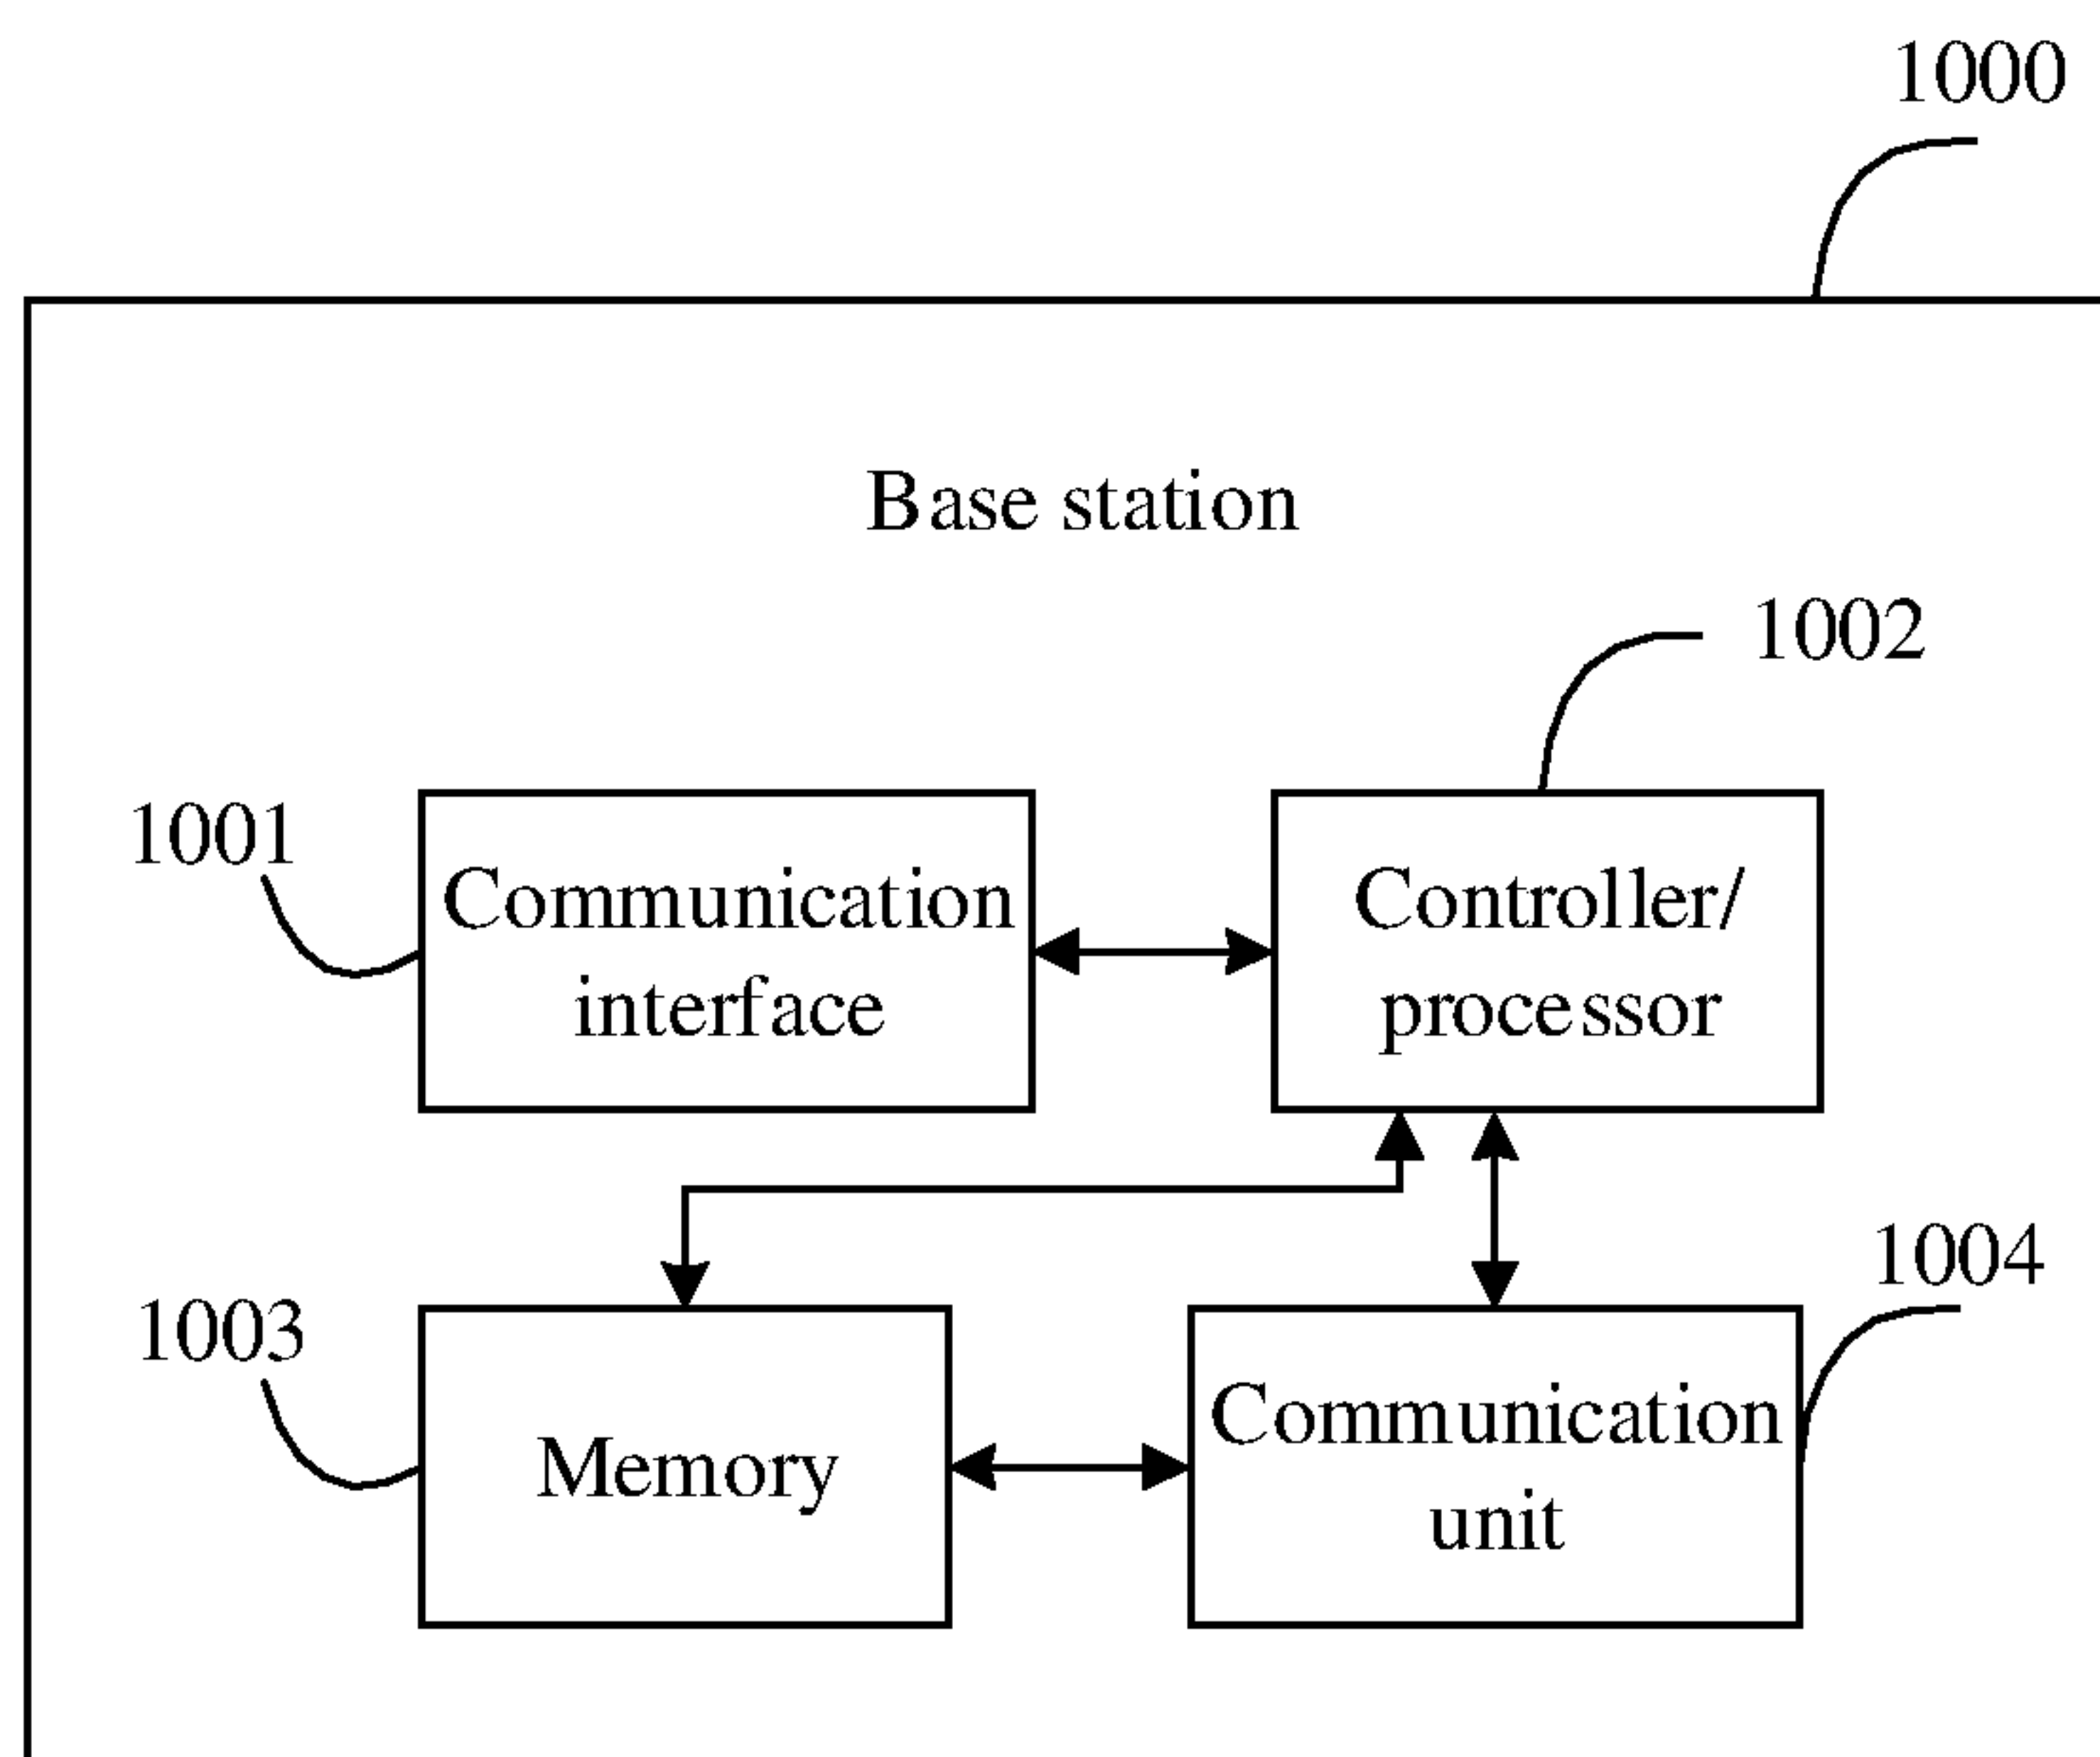 1000
Base station
1002
1001
Communication
interface
Controller/
processor
1004
1003
Memory
Communication
unit